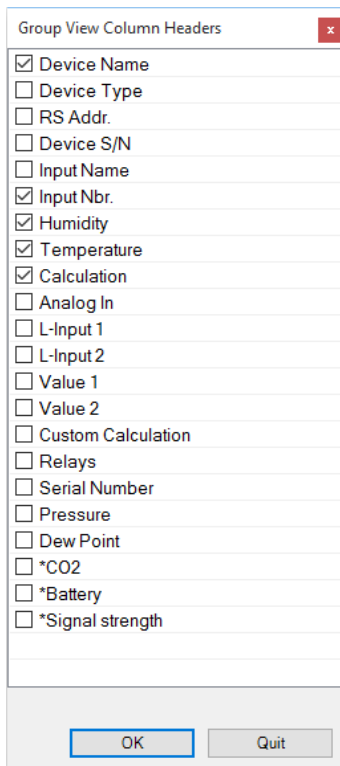 Group View Column Headers
x
Device Name
Device Type
RS Addr.
Device S/N
Input Name
Input Nbr.
Humidity
Temperature
Calculation
Analog In
L-Input 1
L-Input 2
Value 1
Value 2
Custom Calculation
Relays
Serial Number
Pressure
Dew Point
*CO2
*Battery
*Signal strength
OK Quit